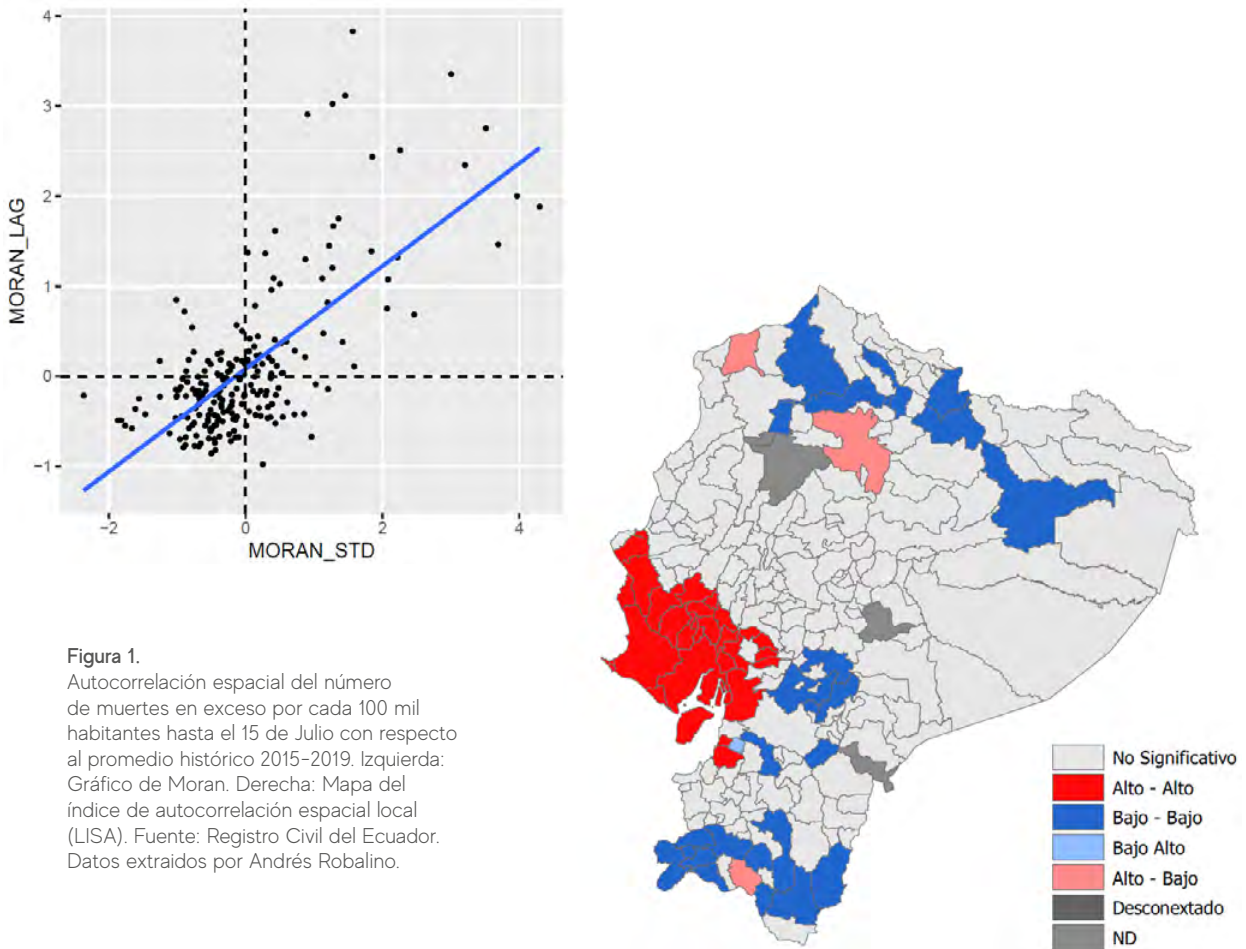 4
3
2
1
0
−1
MORAN_LAG
−2
0
2
4
MORAN_STD
Figura 1.
Autocorrelación espacial del número
de muertes en exceso por cada 100 mil
habitantes hasta el 15 de Julio con respecto
al promedio histórico 2015-2019. Izquierda:
Gráfico de Moran. Derecha: Mapa del
índice de autocorrelación espacial local
(LISA). Fuente: Registro Civil del Ecuador.
Datos extraidos por Andrés Robalino.
No Significativo
Alto - Alto
Bajo - Bajo
Bajo Alto
Alto - Bajo
Desconextado
ND